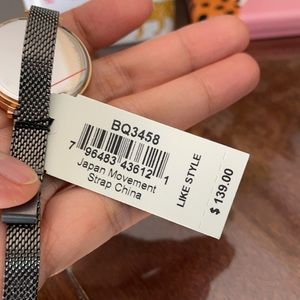 BQ3458
7 96483 43612 1
Japan Movement
Strap China
LIKE STYLE
$ 139.00